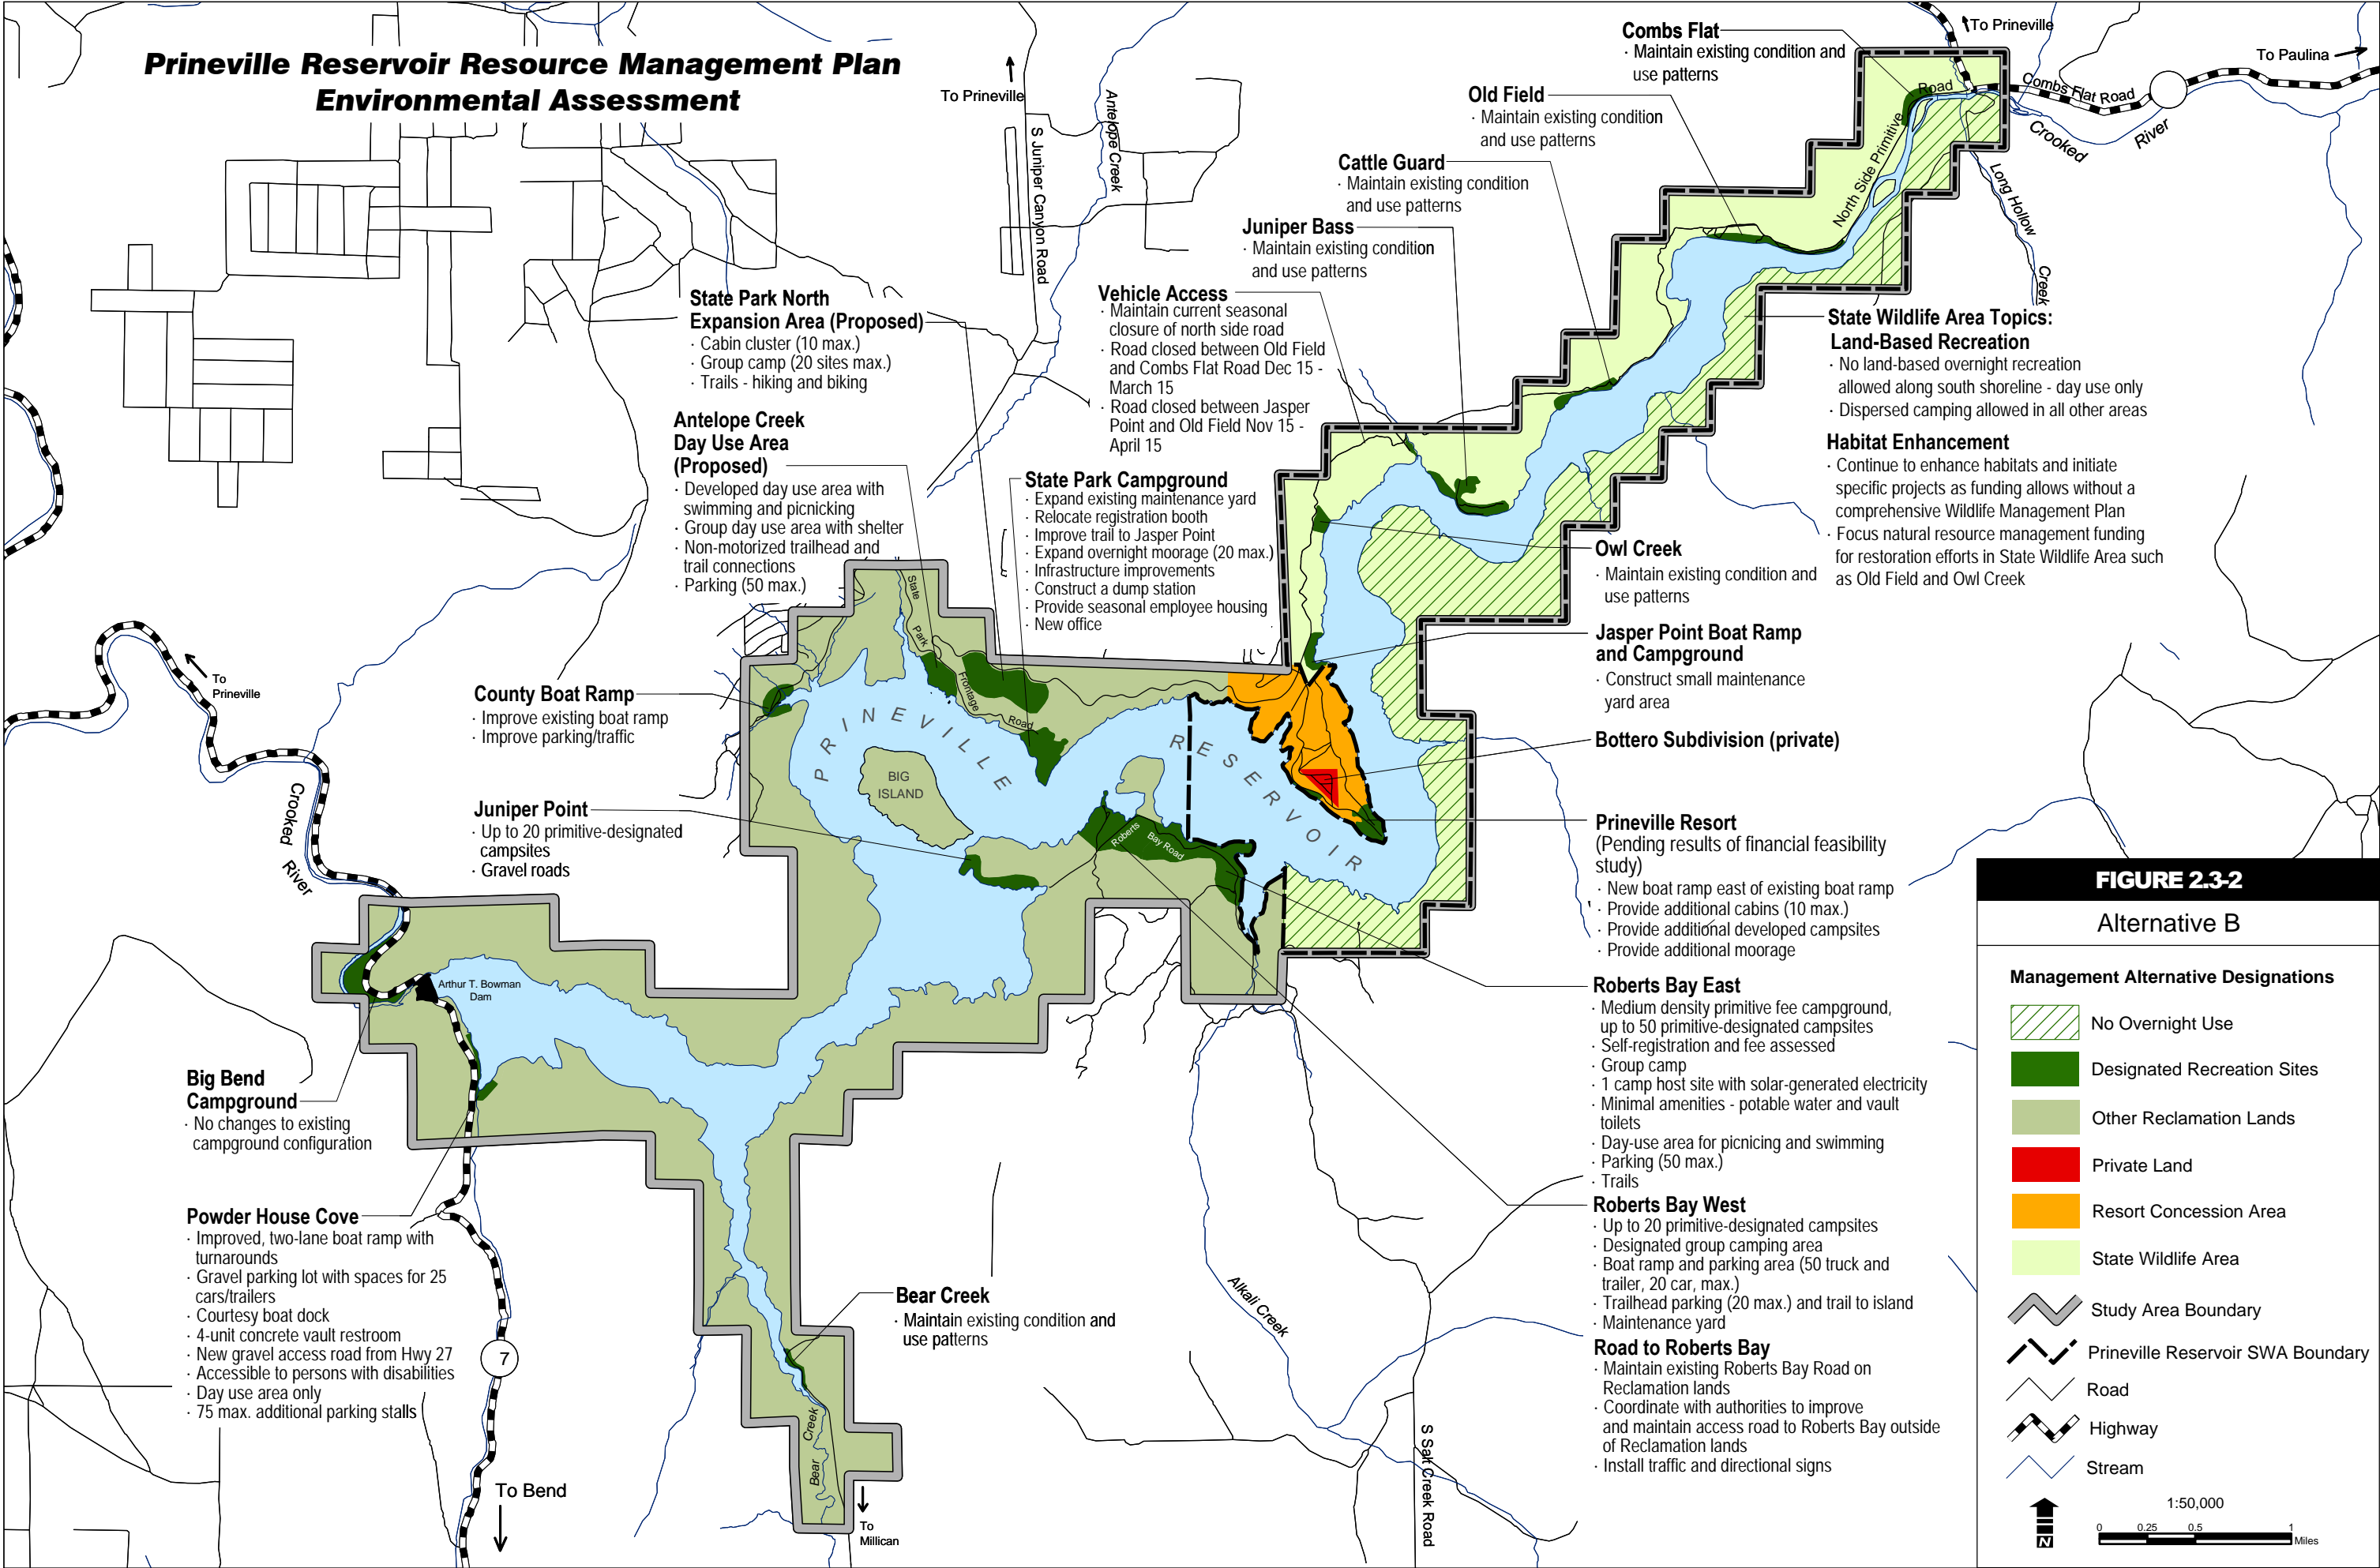 Prineville Reservoir Resource Management Plan
Environmental Assessment
To Prineville
S Juniper Canyon Road
Antelope Creek
Combs Flat
· Maintain existing condition and
use patterns
To Prineville
To Paulina
Combs Flat Road
Crooked
River
Road
North Side Primitive
Long Hollow
Creek
Old Field
· Maintain existing condition
and use patterns
Cattle Guard
· Maintain existing condition
and use patterns
Juniper Bass
· Maintain existing condition
and use patterns
Vehicle Access
· Maintain current seasonal
closure of north side road
· Road closed between Old Field
and Combs Flat Road Dec 15 -
March 15
· Road closed between Jasper
Point and Old Field Nov 15 -
April 15
State Park North
Expansion Area (Proposed)
· Cabin cluster (10 max.)
· Group camp (20 sites max.)
· Trails - hiking and biking
Antelope Creek
Day Use Area
(Proposed)
· Developed day use area with
swimming and picnicking
· Group day use area with shelter
· Non-motorized trailhead and
trail connections
· Parking (50 max.)
State Park Campground
· Expand existing maintenance yard
· Relocate registration booth
· Improve trail to Jasper Point
· Expand overnight moorage (20 max.)
· Infrastructure improvements
· Construct a dump station
· Provide seasonal employee housing
· New office
State Wildlife Area Topics:
Land-Based Recreation
· No land-based overnight recreation
allowed along south shoreline - day use only
· Dispersed camping allowed in all other areas
Habitat Enhancement
· Continue to enhance habitats and initiate
specific projects as funding allows without a
comprehensive Wildlife Management Plan
· Focus natural resource management funding
for restoration efforts in State Wildlife Area such
as Old Field and Owl Creek
Owl Creek
· Maintain existing condition and
use patterns
Jasper Point Boat Ramp
and Campground
· Construct small maintenance
yard area
Bottero Subdivision (private)
Prineville Resort
(Pending results of financial feasibility
study)
· New boat ramp east of existing boat ramp
· Provide additional cabins (10 max.)
· Provide additional developed campsites
· Provide additional moorage
Roberts Bay East
· Medium density primitive fee campground,
up to 50 primitive-designated campsites
· Self-registration and fee assessed
· Group camp
· 1 camp host site with solar-generated electricity
· Minimal amenities - potable water and vault
toilets
· Day-use area for picnicing and swimming
· Parking (50 max.)
· Trails
Roberts Bay West
· Up to 20 primitive-designated campsites
· Designated group camping area
· Boat ramp and parking area (50 truck and
trailer, 20 car, max.)
· Trailhead parking (20 max.) and trail to island
· Maintenance yard
Road to Roberts Bay
· Maintain existing Roberts Bay Road on
Reclamation lands
· Coordinate with authorities to improve
and maintain access road to Roberts Bay outside
of Reclamation lands
· Install traffic and directional signs
To
Prineville
County Boat Ramp
· Improve existing boat ramp
· Improve parking/traffic
State
Park
Frontage
Road
PRINEVILLE
RESERVOIR
BIG
ISLAND
Roberts
Bay Road
Juniper Point
· Up to 20 primitive-designated
campsites
· Gravel roads
Crooked
River
Arthur T. Bowman
Dam
Big Bend
Campground
· No changes to existing
campground configuration
Powder House Cove
· Improved, two-lane boat ramp with
turnarounds
· Gravel parking lot with spaces for 25
cars/trailers
· Courtesy boat dock
· 4-unit concrete vault restroom
· New gravel access road from Hwy 27
· Accessible to persons with disabilities
· Day use area only
· 75 max. additional parking stalls
7
To Bend
Bear Creek
· Maintain existing condition and
use patterns
Creek
Bear
To
Millican
Alkali Creek
S Salt Creek Road
FIGURE 2.3-2
Alternative B
Management Alternative Designations
No Overnight Use
Designated Recreation Sites
Other Reclamation Lands
Private Land
Resort Concession Area
State Wildlife Area
Study Area Boundary
Prineville Reservoir SWA Boundary
Road
Highway
Stream
N
1:50,000
0 0.25 0.5 1
Miles